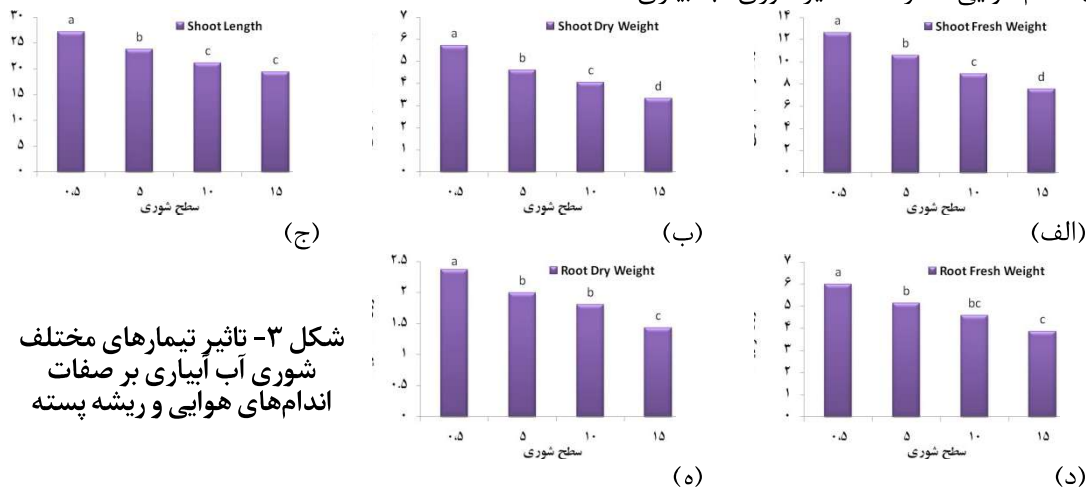 Shoot Fresh Weight
۱۴
۱۲
۱۰
۸
۶
۴
۲
۰
a
b
c
d
۰.۵ ۵ ۱۰ ۱۵
سطح شوری
(الف)
Shoot Dry Weight
۷
۶
۵
۴
۳
۲
۱
۰
a
b
c
d
۰.۵ ۵ ۱۰ ۱۵
سطح شوری
(ب)
Shoot Length
۳۰
۲۵
۲۰
۱۵
۱۰
۵
۰
a
b
c
c
۰.۵ ۵ ۱۰ ۱۵
سطح شوری
(ج)
Root Fresh Weight
۷
۶
۵
۴
۳
۲
۱
۰
a
b
bc
c
۰.۵ ۵ ۱۰ ۱۵
سطح شوری
(د)
Root Dry Weight
۲.۵
۲
۱.۵
۱
۰.۵
۰
a
b
b
c
۰.۵ ۵ ۱۰ ۱۵
سطح شوری
(ه)
شکل ۳- تاثیر تیمارهای مختلف
شوری آب آبیاری بر صفات
اندام‌های هوایی و ریشه پسته